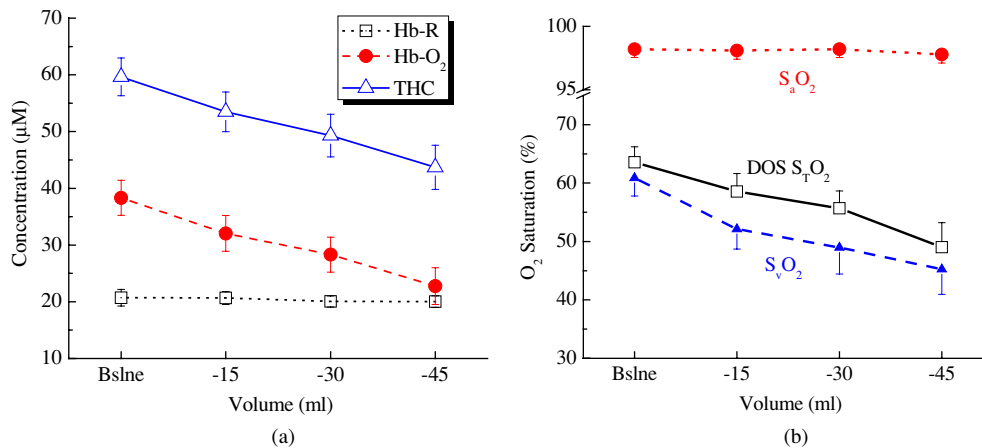 70
60
50
40
30
20
10
Concentration (μM)
Hb-R
Hb-O₂
THC
Bslne
-15
-30
-45
Volume (ml)
(a)
100
95
70
60
50
40
30
O₂ Saturation (%)
SₐO₂
DOS S_TO₂
SᵥO₂
Bslne
-15
-30
-45
Volume (ml)
(b)